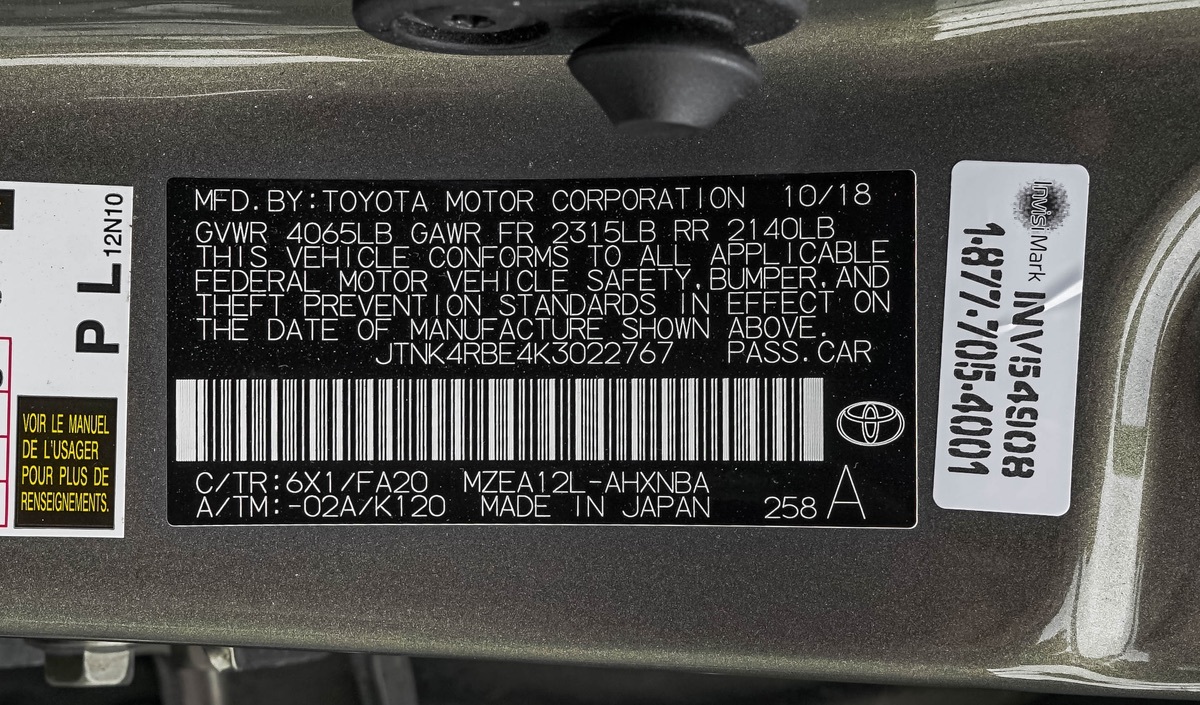 MFD.BY:TOYOTA MOTOR CORPORATION 10/18
GVWR 4065LB GAWR FR 2315LB RR 2140LB
THIS VEHICLE CONFORMS TO ALL APPLICABLE
FEDERAL MOTOR VEHICLE SAFETY,BUMPER,AND
THEFT PREVENTION STANDARDS IN EFFECT ON
THE DATE OF MANUFACTURE SHOWN ABOVE.
JTNK4RBE4K3022767 PASS.CAR
C/TR:6X1/FA20 MZEA12L-AHXNBA
A/TM:-02A/K120 MADE IN JAPAN 258 A
P L 12N10
VOIR LE MANUEL
DE L'USAGER
POUR PLUS DE
RENSEIGNEMENTS.
InvisiMark INV54908
1·877·705·4001